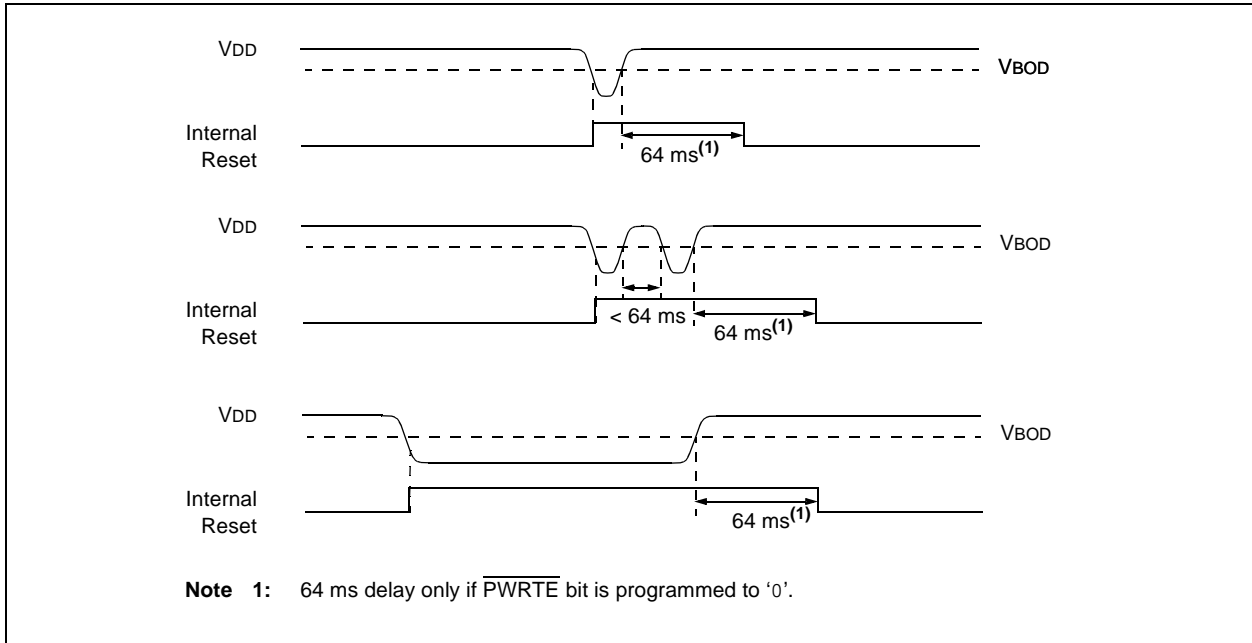 VDD
VBOD
Internal
Reset
64 ms(1)
VDD
VBOD
Internal
Reset
< 64 ms
64 ms(1)
VDD
VBOD
Internal
Reset
64 ms(1)
Note 1: 64 ms delay only if PWRTE bit is programmed to ‘0’.